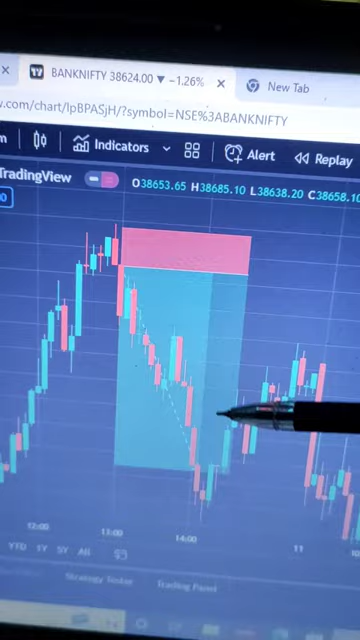 BANKNIFTY 38624.00 ▼ −1.26%
New Tab
w.com/chart/lpBPASjH/?symbol=NSE%3ABANKNIFTY
m Indicators Alert Replay
TradingView O38653.65 H38685.10 L38638.20 C38658.10
12:00 13:00 14:00 11 10
YTD 1Y 5Y All
Strategy Tester Trading Panel